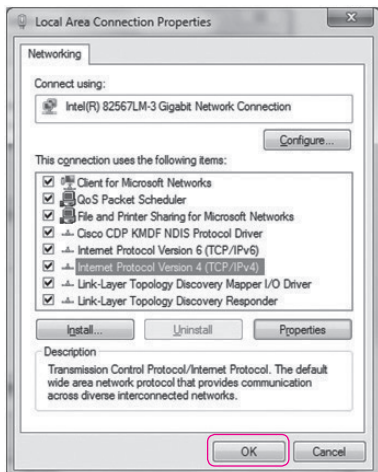 Local Area Connection Properties
Networking
Connect using:
Intel(R) 82567LM-3 Gigabit Network Connection
Configure...
This connection uses the following items:
Client for Microsoft Networks
QoS Packet Scheduler
File and Printer Sharing for Microsoft Networks
Cisco CDP KMDF NDIS Protocol Driver
Internet Protocol Version 6 (TCP/IPv6)
Internet Protocol Version 4 (TCP/IPv4)
Link-Layer Topology Discovery Mapper I/O Driver
Link-Layer Topology Discovery Responder
Install...
Uninstall
Properties
Description
Transmission Control Protocol/Internet Protocol. The default
wide area network protocol that provides communication
across diverse interconnected networks.
OK
Cancel